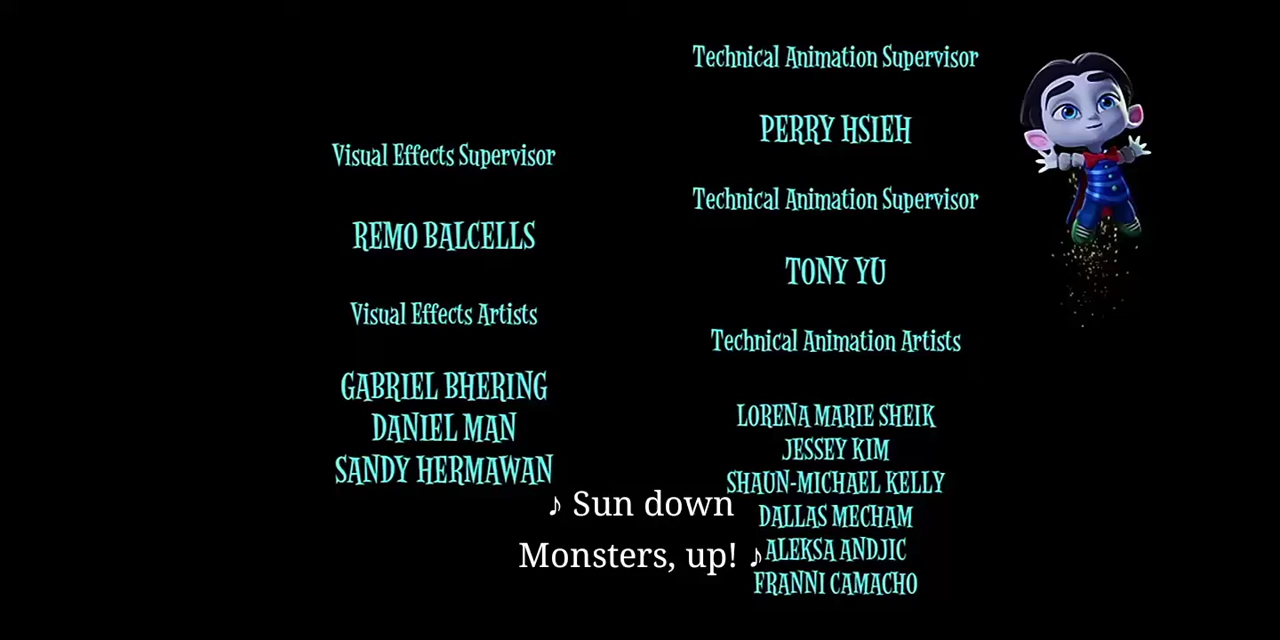 Visual Effects Supervisor
REMO BALCELLS
Visual Effects Artists
GABRIEL BHERING
DANIEL MAN
SANDY HERMAWAN
Technical Animation Supervisor
PERRY HSIEH
Technical Animation Supervisor
TONY YU
Technical Animation Artists
LORENA MARIE SHEIK
JESSEY KIM
SHAUN-MICHAEL KELLY
DALLAS MECHAM
ALEKSA ANDJIC
FRANNI CAMACHO
♪ Sun down
Monsters, up! ♪